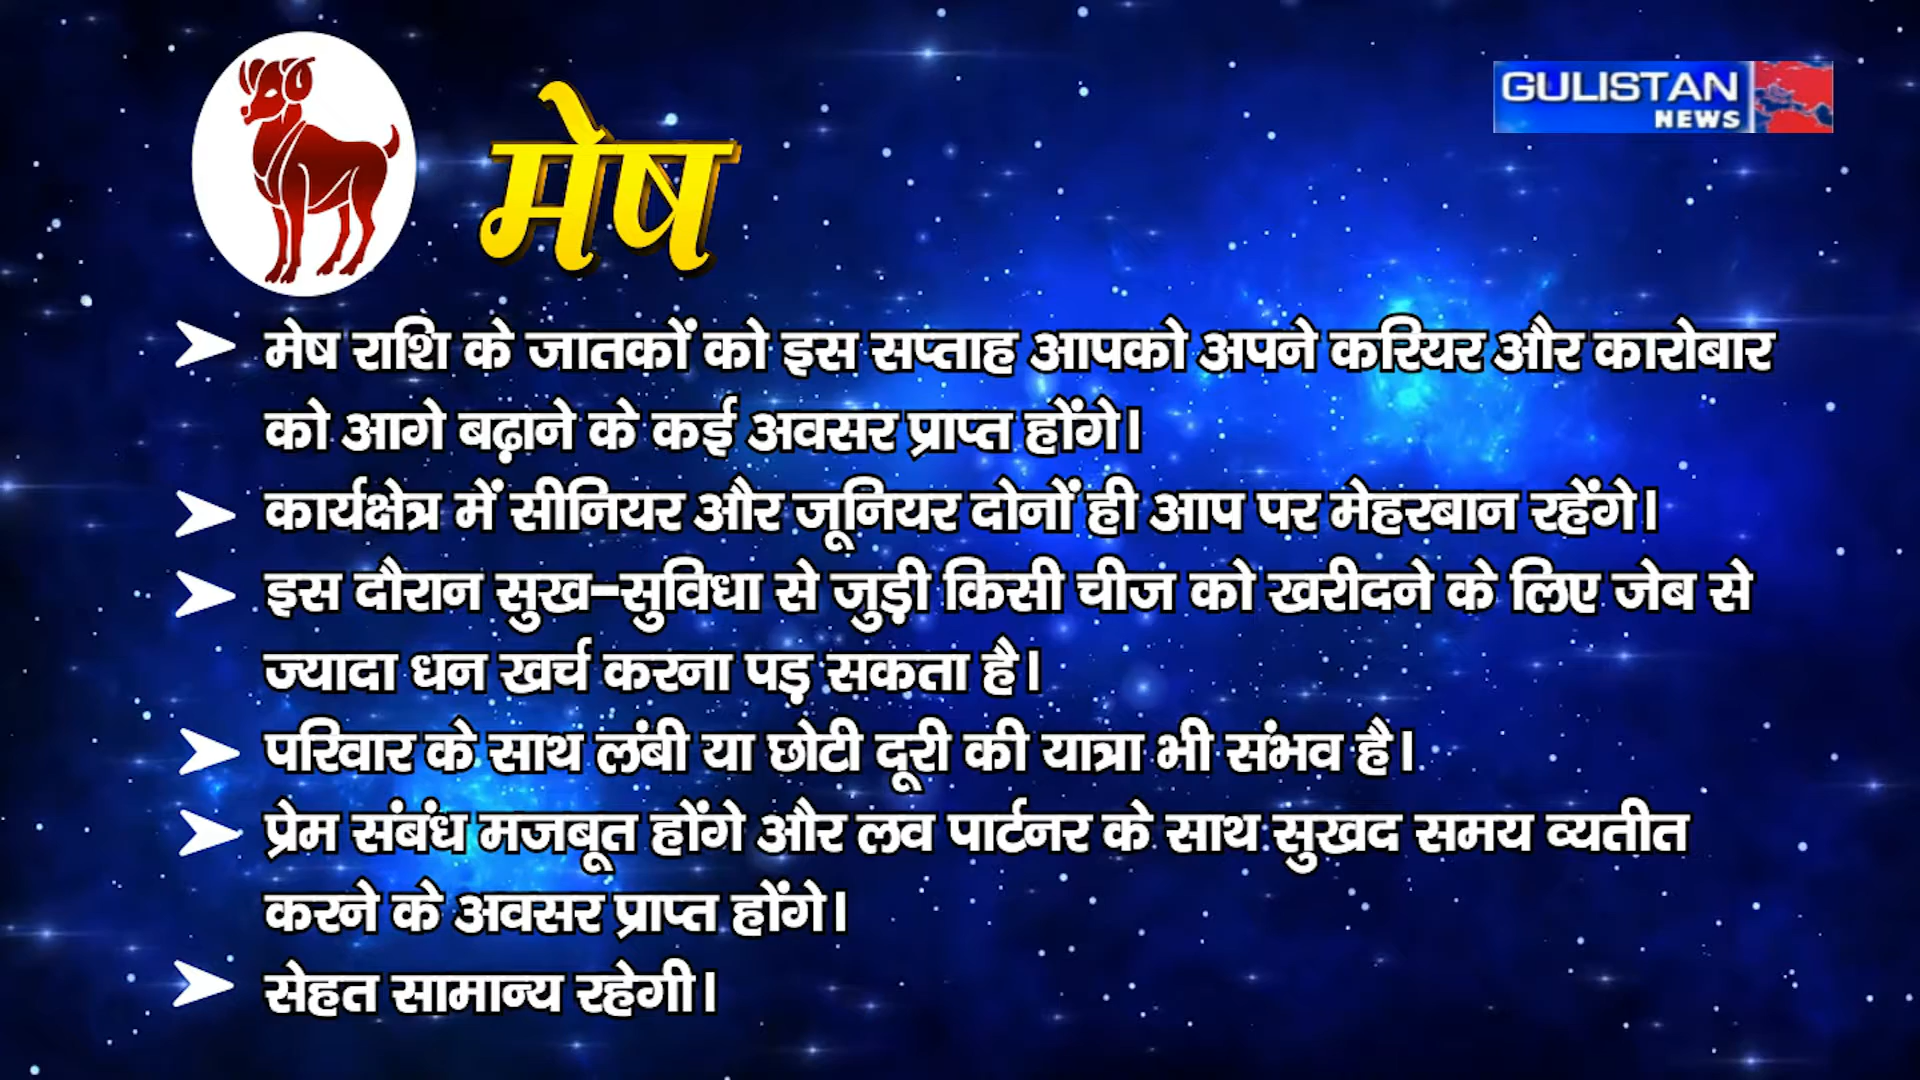 GULISTAN
NEWS
मेष
मेष राशि के जातकों को इस सप्ताह आपको अपने करियर और कारोबार
को आगे बढ़ाने के कई अवसर प्राप्त होंगे।
कार्यक्षेत्र में सीनियर और जूनियर दोनों ही आप पर मेहरबान रहेंगे।
इस दौरान सुख-सुविधा से जुड़ी किसी चीज को खरीदने के लिए जेब से
ज्यादा धन खर्च करना पड़ सकता है।
परिवार के साथ लंबी या छोटी दूरी की यात्रा भी संभव है।
प्रेम संबंध मजबूत होंगे और लव पार्टनर के साथ सुखद समय व्यतीत
करने के अवसर प्राप्त होंगे।
सेहत सामान्य रहेगी।